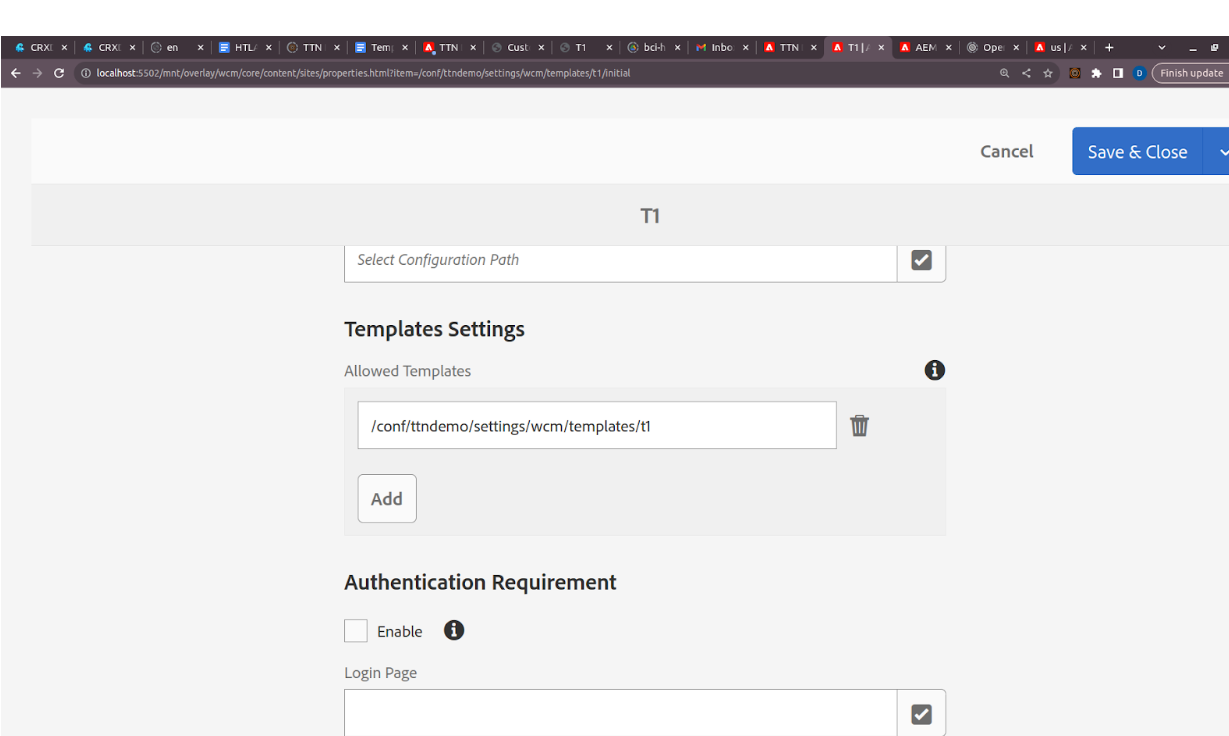 CRXI CRXI en HTL/ TTN Tem TTN Cust T1 bci-h Inbo TTN T1 | / AEM Ope us | /
localhost:5502/mnt/overlay/wcm/core/content/sites/properties.html?item=/conf/ttndemo/settings/wcm/templates/t1/initial D Finish update
Cancel Save & Close
T1
Select Configuration Path
Templates Settings
Allowed Templates
/conf/ttndemo/settings/wcm/templates/t1
Add
Authentication Requirement
Enable
Login Page